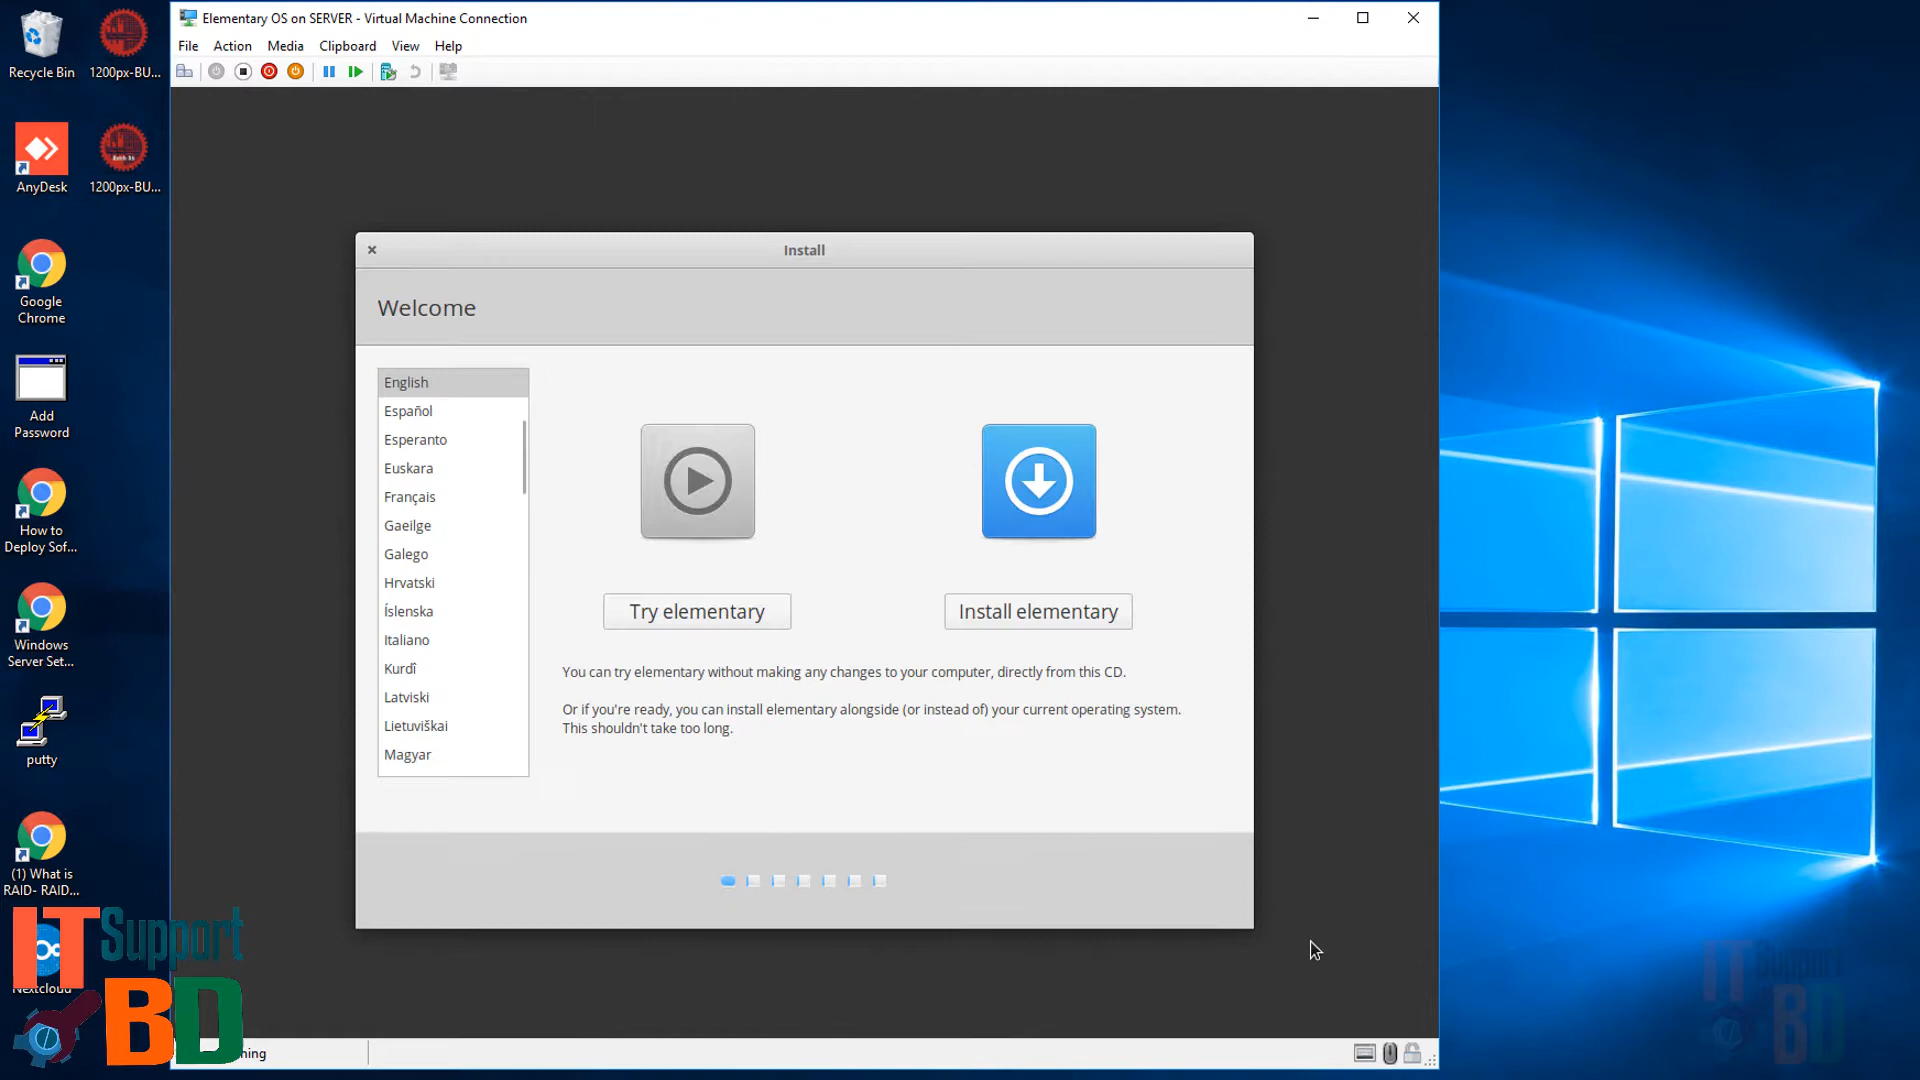 Elementary OS on SERVER - Virtual Machine Connection
File Action Media Clipboard View Help
Recycle Bin
1200px-BU...
AnyDesk
1200px-BU...
Google
Chrome
Add
Password
How to
Deploy Sof...
Windows
Server Set...
putty
(1) What is
RAID- RAID...
Nextcloud
IT Support
BD
Install
Welcome
English
Español
Esperanto
Euskara
Français
Gaeilge
Galego
Hrvatski
Íslenska
Italiano
Kurdî
Latviski
Lietuviškai
Magyar
Try elementary
Install elementary
You can try elementary without making any changes to your computer, directly from this CD.
Or if you're ready, you can install elementary alongside (or instead of) your current operating system.
This shouldn't take too long.
IT Support
BD